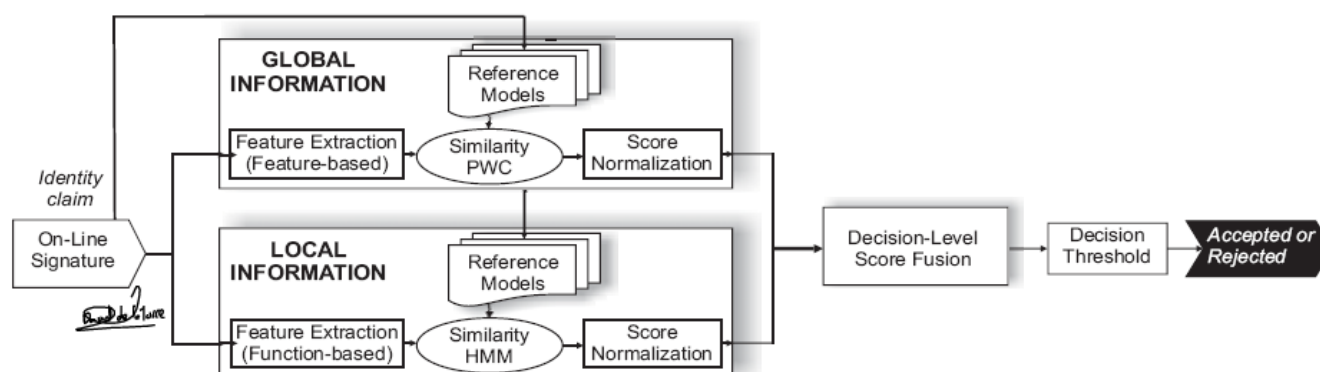 GLOBAL
INFORMATION
Reference
Models
Feature Extraction
(Feature-based)
Similarity
PWC
Score
Normalization
Identity
claim
On-Line
Signature
LOCAL
INFORMATION
Reference
Models
Feature Extraction
(Function-based)
Similarity
HMM
Score
Normalization
Decision-Level
Score Fusion
Decision
Threshold
Accepted or
Rejected